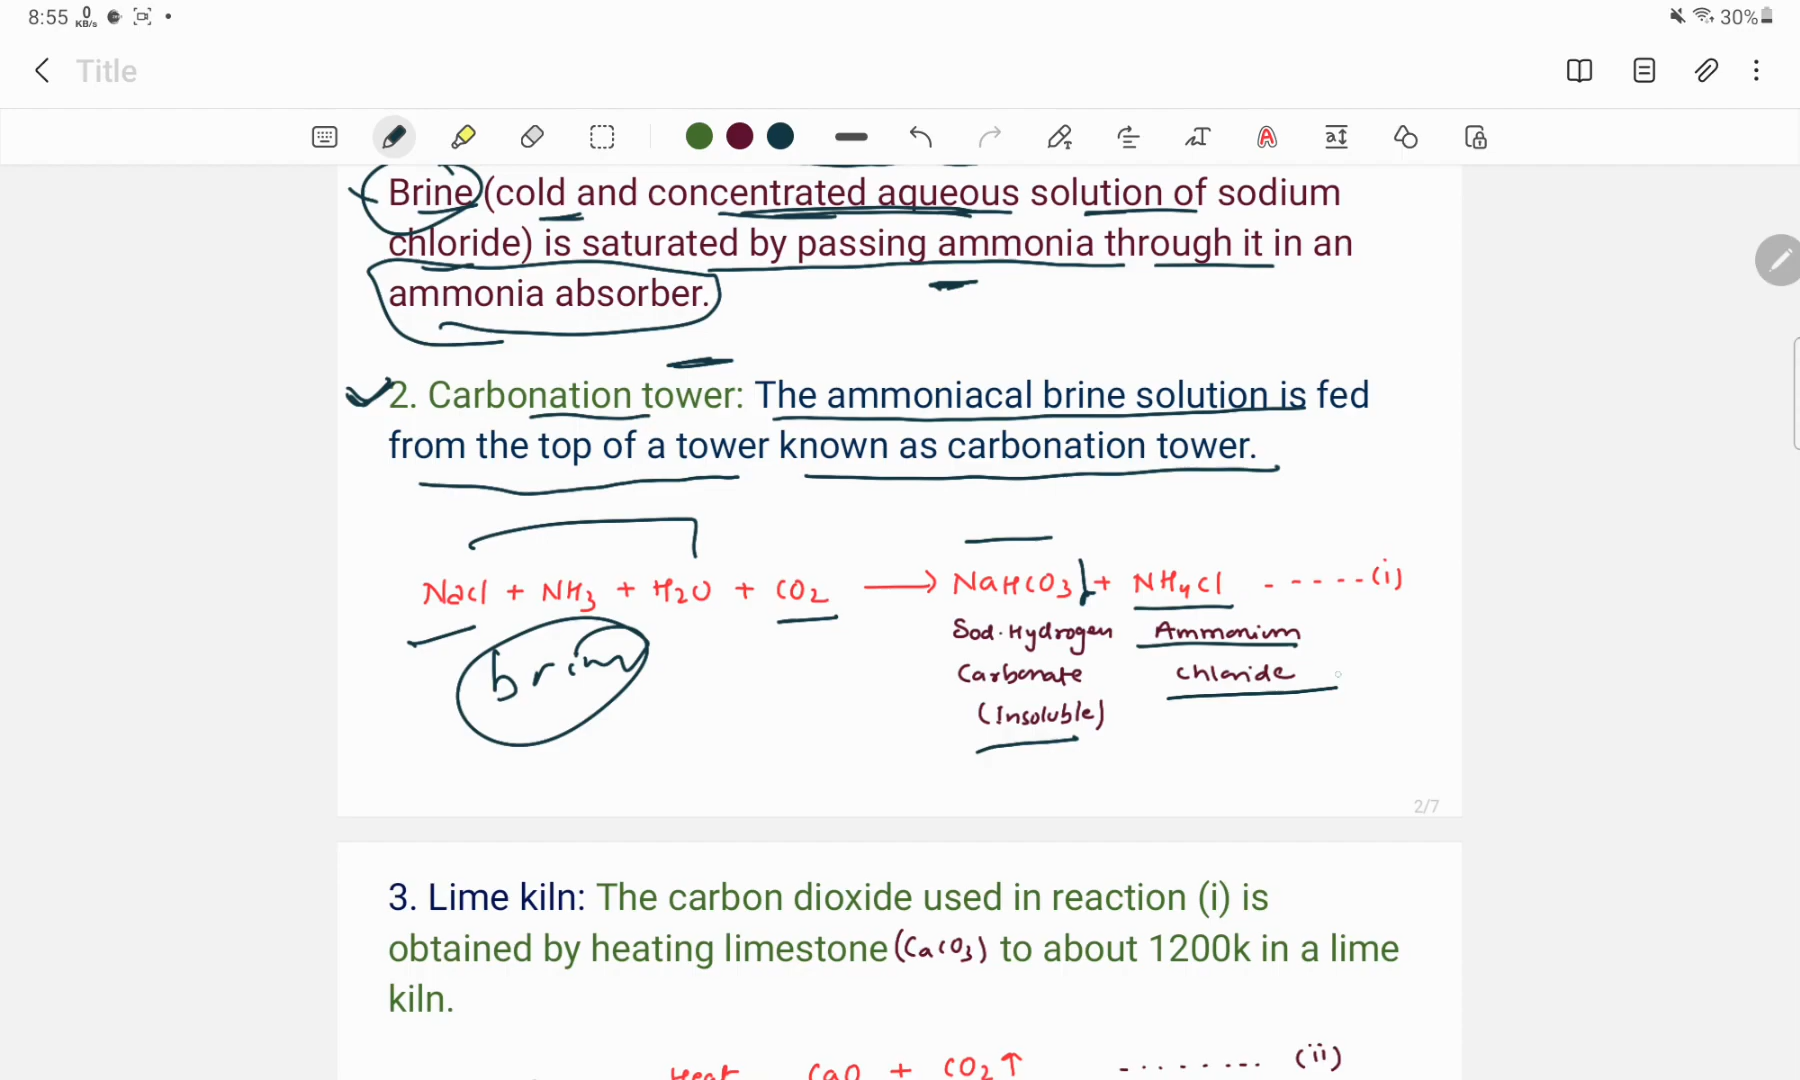 8:55 0 KB/s 30%
Title
Brine (cold and concentrated aqueous solution of sodium
chloride) is saturated by passing ammonia through it in an
ammonia absorber.
2. Carbonation tower: The ammoniacal brine solution is fed
from the top of a tower known as carbonation tower.
NaCl + NH3 + H2O + CO2 → NaHCO3↓ + NH4Cl ------(i)
Sod. Hydrogen Ammonium
Carbonate Chloride
(Insoluble)
2/7
3. Lime kiln: The carbon dioxide used in reaction (i) is
obtained by heating limestone (CaCO3) to about 1200k in a lime
kiln.
Heat CaO + CO2↑ ........ (ii)